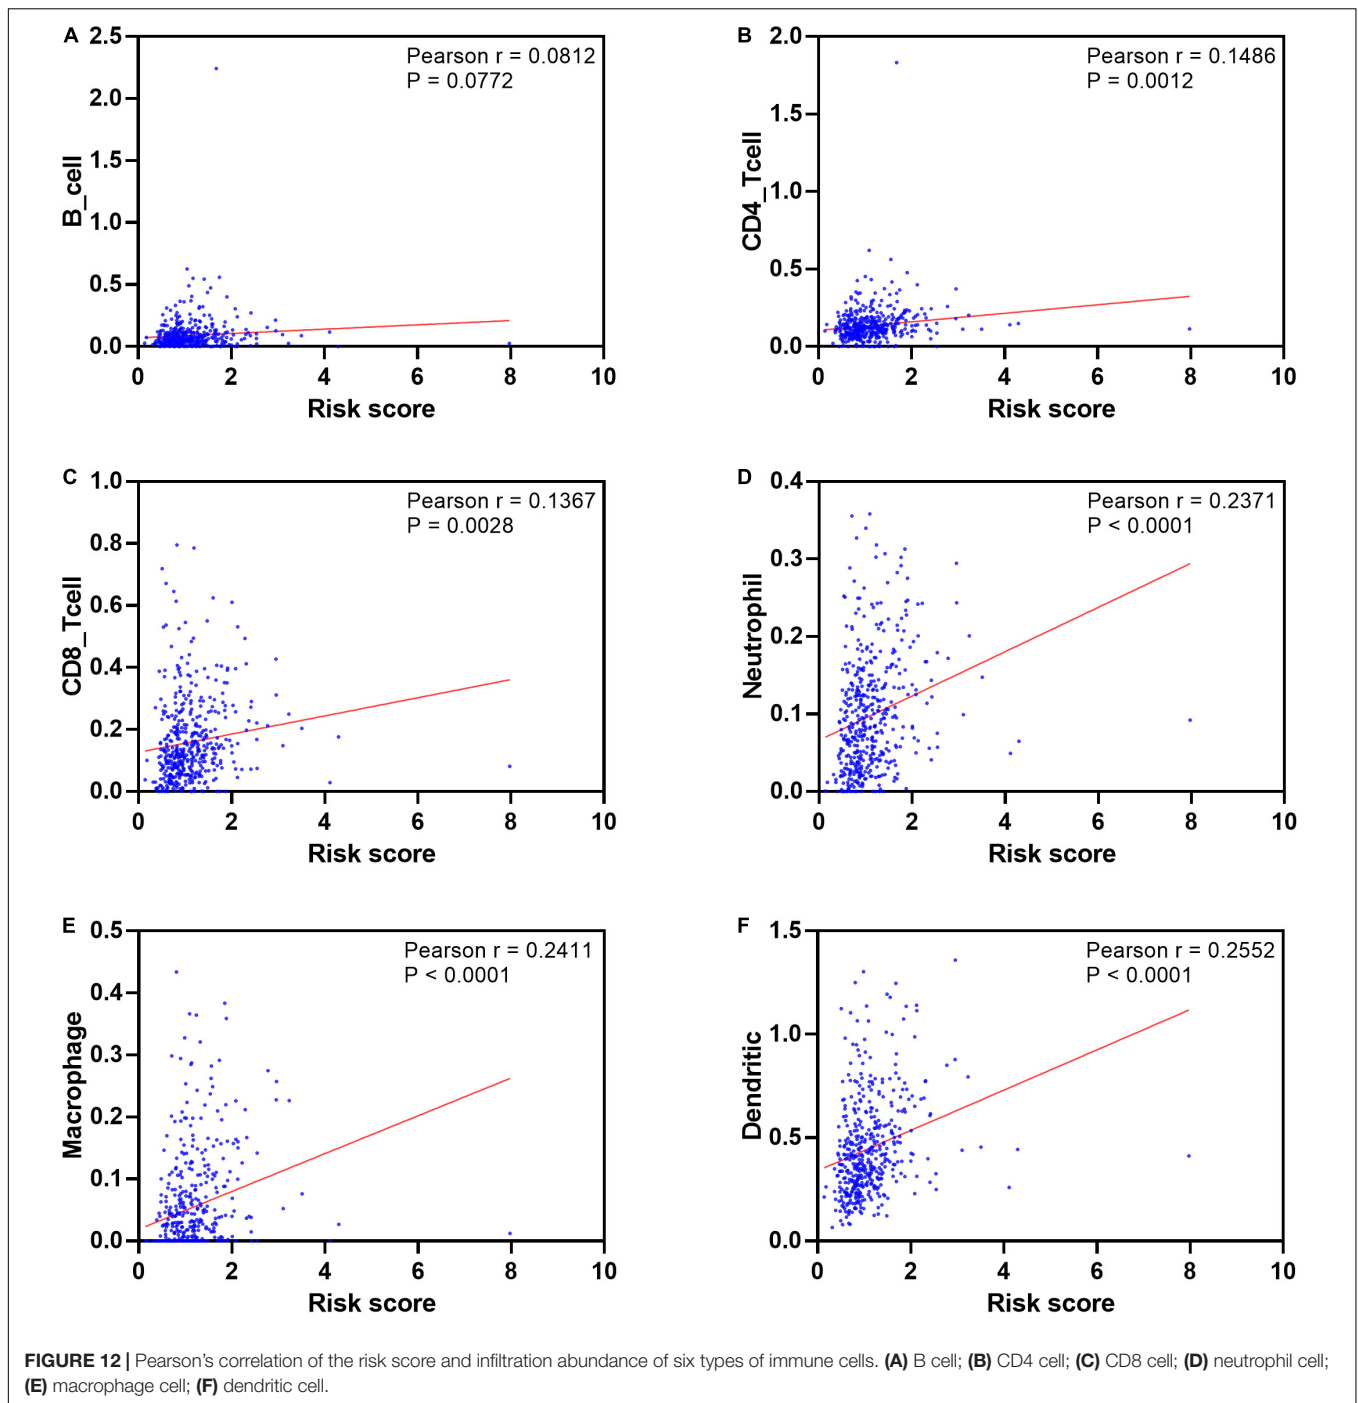 A
2.5
2.0
1.5
1.0
0.5
0.0
B_cell
Pearson r = 0.0812
P = 0.0772
0 2 4 6 8 10
Risk score
B
2.0
1.5
1.0
0.5
0.0
CD4_Tcell
Pearson r = 0.1486
P = 0.0012
0 2 4 6 8 10
Risk score
C
1.0
0.8
0.6
0.4
0.2
0.0
CD8_Tcell
Pearson r = 0.1367
P = 0.0028
0 2 4 6 8 10
Risk score
D
0.4
0.3
0.2
0.1
0.0
Neutrophil
Pearson r = 0.2371
P < 0.0001
0 2 4 6 8 10
Risk score
E
0.5
0.4
0.3
0.2
0.1
0.0
Macrophage
Pearson r = 0.2411
P < 0.0001
0 2 4 6 8 10
Risk score
F
1.5
1.0
0.5
0.0
Dendritic
Pearson r = 0.2552
P < 0.0001
0 2 4 6 8 10
Risk score
FIGURE 12 | Pearson's correlation of the risk score and infiltration abundance of six types of immune cells. (A) B cell; (B) CD4 cell; (C) CD8 cell; (D) neutrophil cell;
(E) macrophage cell; (F) dendritic cell.